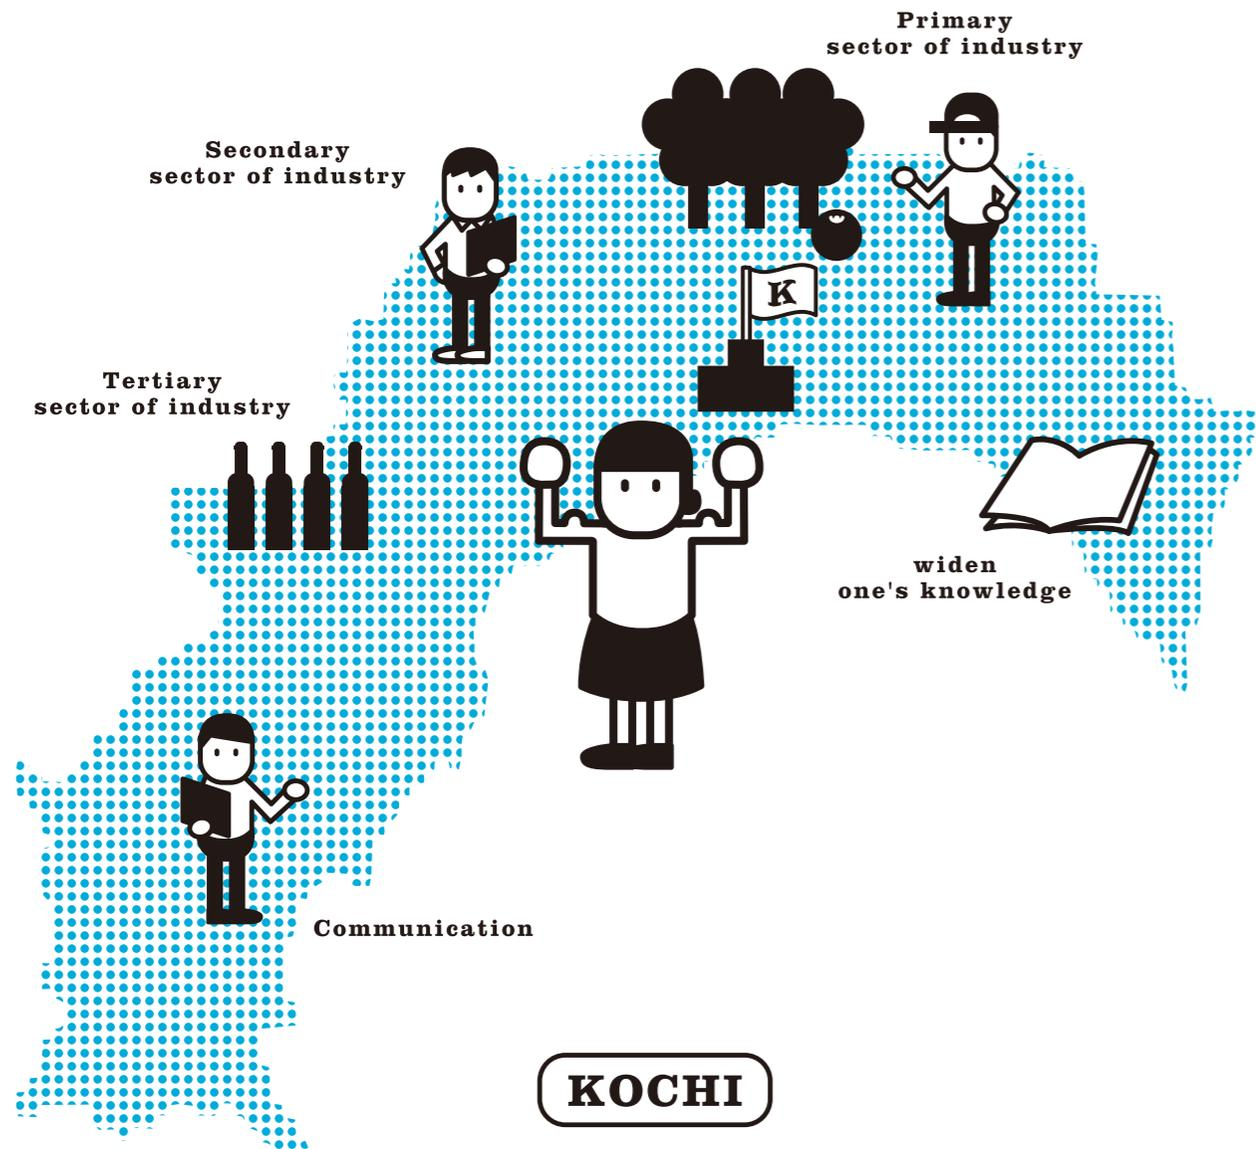 Primary
sector of industry
Secondary
sector of industry
K
Tertiary
sector of industry
widen
one's knowledge
Communication
KOCHI